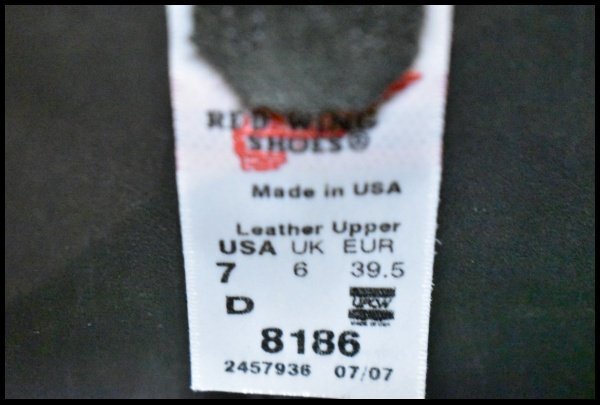 RED WING
SHOES®
Made in USA
Leather Upper
USA UK EUR
7 6 39.5
D
UFCW
8186
2457936 07/07